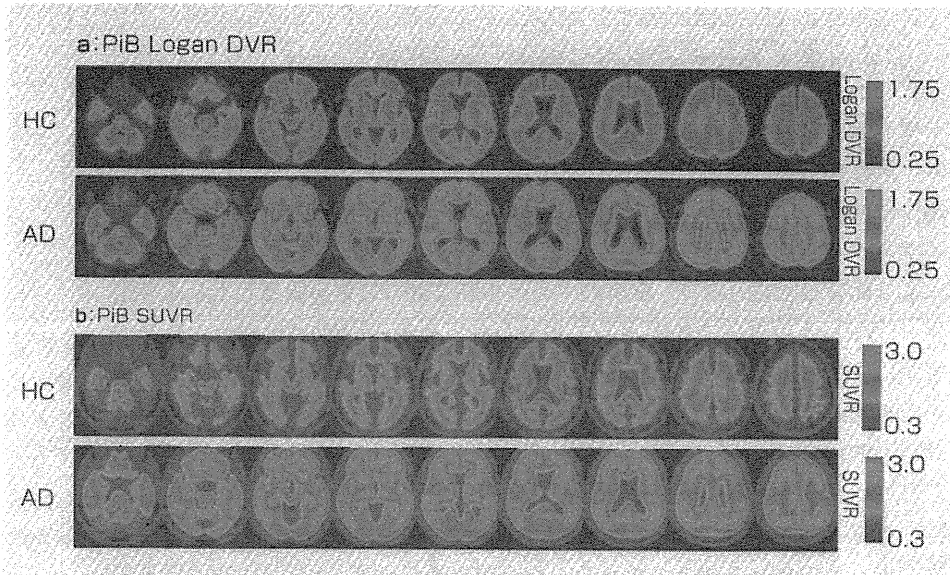 a:PiB Logan DVR
HC
Logan DVR
1.75
0.25
AD
Logan DVR
1.75
0.25
b:PiB SUVR
HC
SUVR
3.0
0.3
AD
SUVR
3.0
0.3